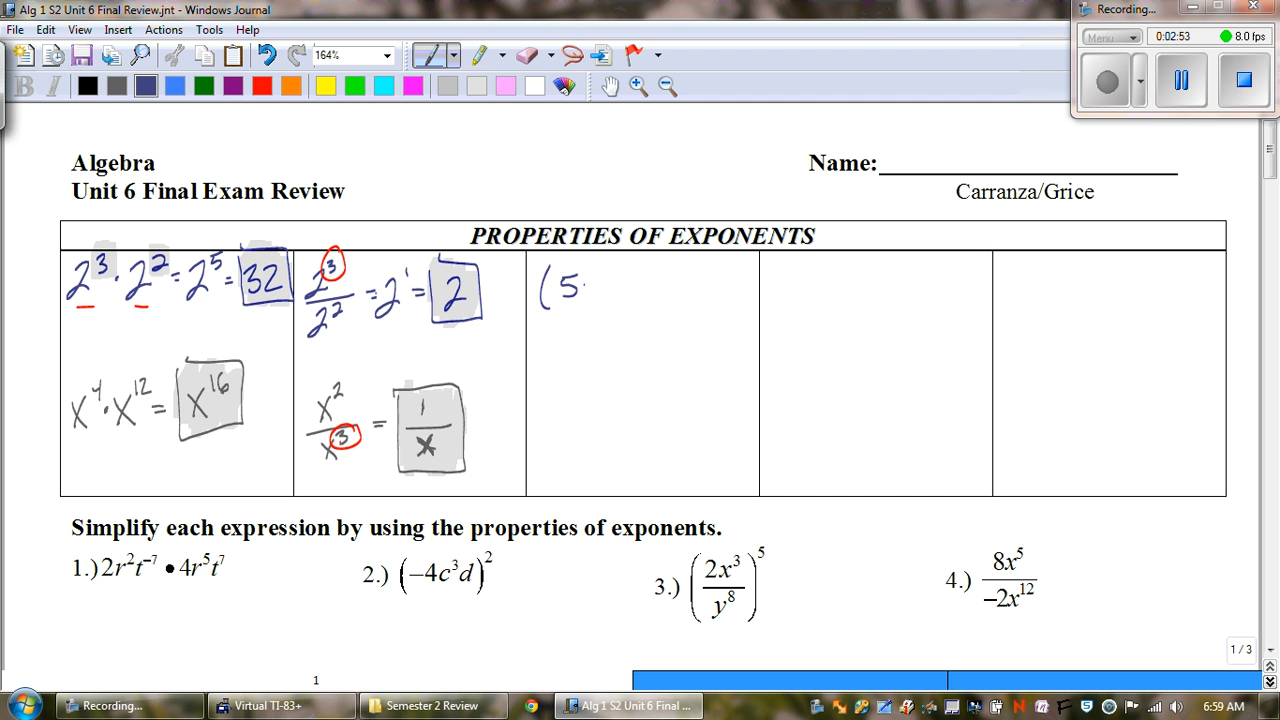 Alg 1 S2 Unit 6 Final Review.jnt - Windows Journal
Recording...
File Edit View Insert Actions Tools Help
Menu 0:02:53 8.0 fps
164%
B I
Algebra Name:
Unit 6 Final Exam Review Carranza/Grice
PROPERTIES OF EXPONENTS
2³ · 2² = 2⁵ = 32
2³/2² = 2¹ = 2
(5·
x⁴ · x¹² = x¹⁶
x²/x³ = 1/x
Simplify each expression by using the properties of exponents.
1.) 2r²t⁻⁷ • 4r⁵t⁷
2.) (−4c³d)²
3.) (2x³/y⁸)⁵
4.) 8x⁵/−2x¹²
1 / 3
1
Recording... Virtual TI-83+ Semester 2 Review Alg 1 S2 Unit 6 Final ... 6:59 AM